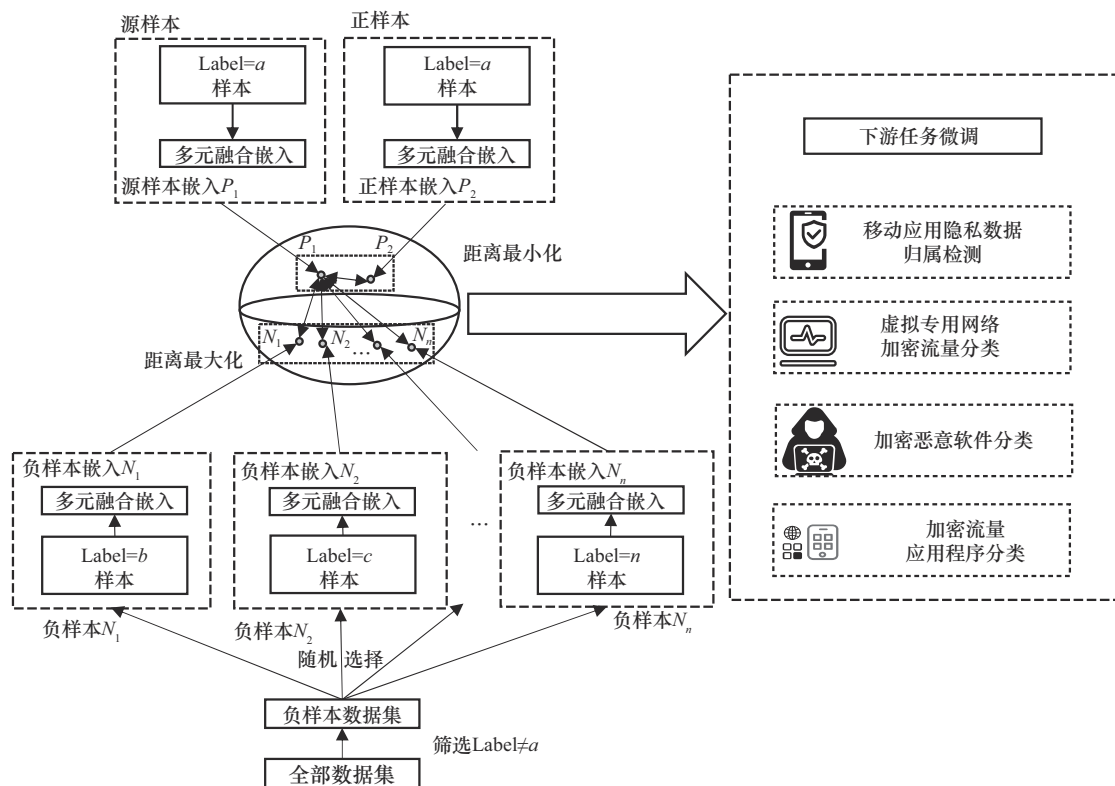 源样本
正样本
Label=a
样本
多元融合嵌入
源样本嵌入P₁
Label=a
样本
多元融合嵌入
正样本嵌入P₂
P₁
P₂
距离最小化
N₁
N₂
...
Nₙ
距离最大化
负样本嵌入N₁
多元融合嵌入
Label=b
样本
负样本N₁
负样本嵌入N₂
多元融合嵌入
Label=c
样本
负样本N₂
...
...
负样本嵌入Nₙ
多元融合嵌入
Label=n
样本
负样本Nₙ
随机 选择
负样本数据集
筛选Label≠a
全部数据集
下游任务微调
移动应用隐私数据
归属检测
虚拟专用网络
加密流量分类
加密恶意软件分类
加密流量
应用程序分类